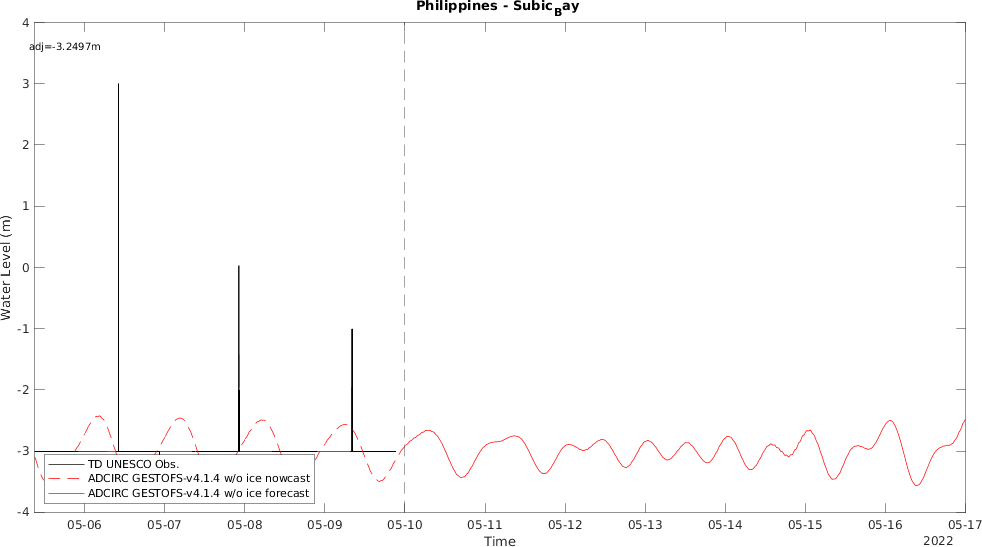 Philippines - Subic_Bay
adj=-3.2497m
4
3
2
1
0
-1
-2
-3
-4
Water Level (m)
TD UNESCO Obs.
ADCIRC GESTOFS-v4.1.4 w/o ice nowcast
ADCIRC GESTOFS-v4.1.4 w/o ice forecast
05-06 05-07 05-08 05-09 05-10 05-11 05-12 05-13 05-14 05-15 05-16 05-17
Time
2022